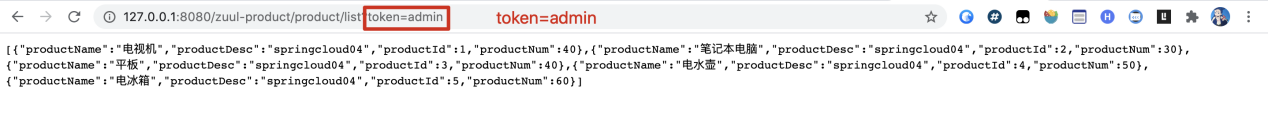 127.0.0.1:8080/zuul-product/product/list?token=admin
token=admin
[{"productName":"电视机","productDesc":"springcloud04","productId":1,"productNum":40},{"productName":"笔记本电脑","productDesc":"springcloud04","productId":2,"productNum":30},
{"productName":"平板","productDesc":"springcloud04","productId":3,"productNum":40},{"productName":"电水壶","productDesc":"springcloud04","productId":4,"productNum":50},
{"productName":"电冰箱","productDesc":"springcloud04","productId":5,"productNum":60}]